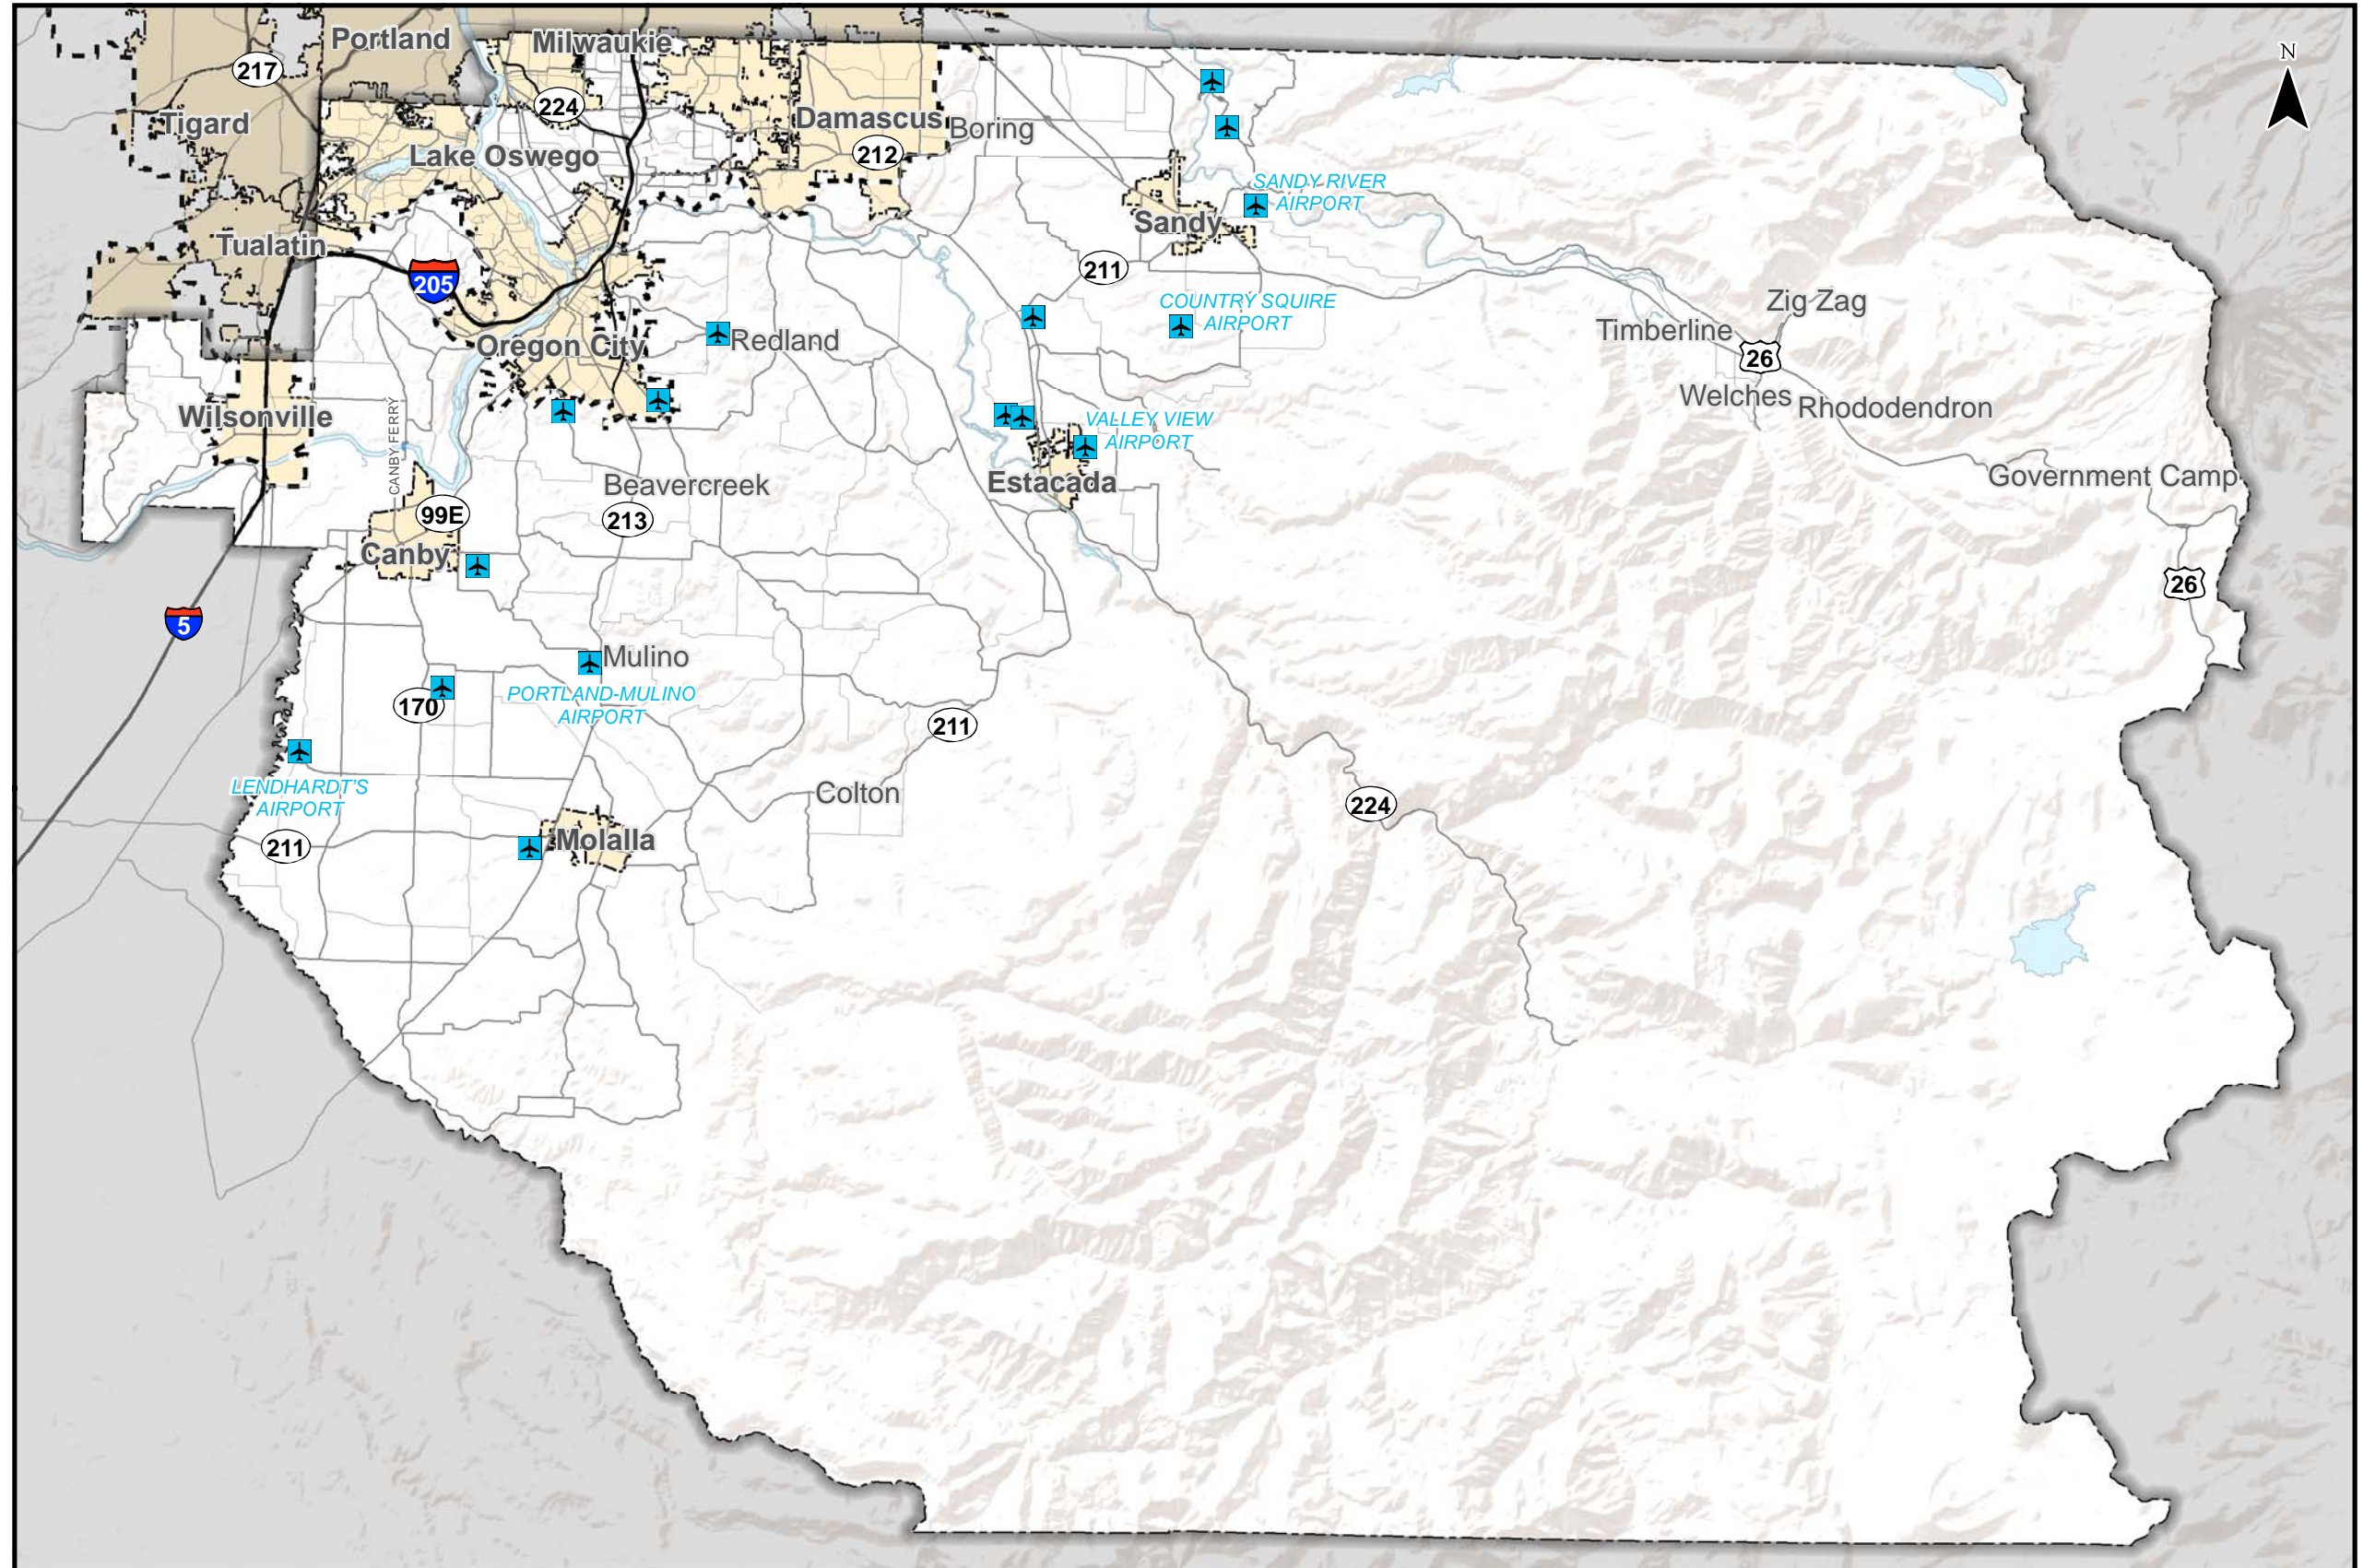 N
Portland
Milwaukie
217
224
Tigard
Damascus
Boring
Lake Oswego
212
SANDY RIVER
AIRPORT
Sandy
Tualatin
205
211
COUNTRY SQUIRE
AIRPORT
Zig Zag
Timberline
26
Redland
Oregon City
Welches
Rhododendron
Wilsonville
CANBY FERRY
VALLEY VIEW
AIRPORT
Estacada
Government Camp
Beavercreek
99E
213
Canby
26
5
Mulino
PORTLAND-MULINO
AIRPORT
170
211
LENDHARDT'S
AIRPORT
Colton
224
211
Molalla